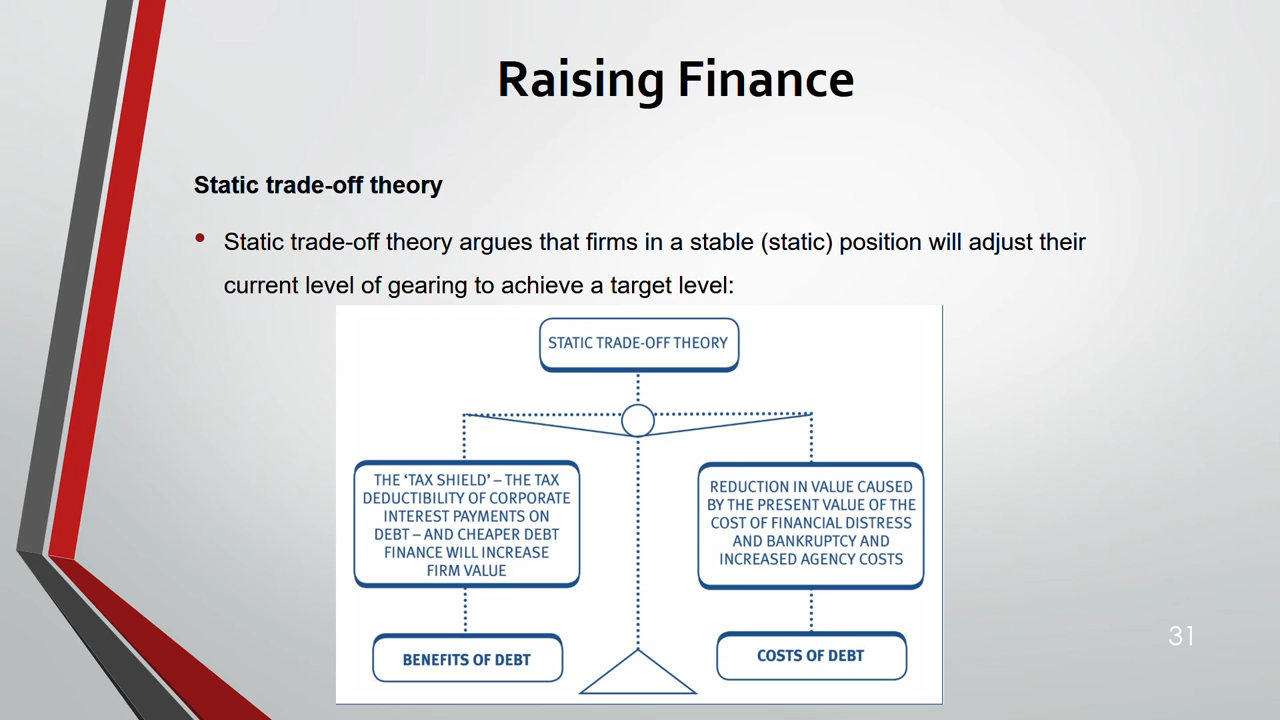 Raising Finance
Static trade-off theory
• Static trade-off theory argues that firms in a stable (static) position will adjust their
current level of gearing to achieve a target level:
STATIC TRADE-OFF THEORY
THE ‘TAX SHIELD’ – THE TAX
DEDUCTIBILITY OF CORPORATE
INTEREST PAYMENTS ON
DEBT – AND CHEAPER DEBT
FINANCE WILL INCREASE
FIRM VALUE
BENEFITS OF DEBT
REDUCTION IN VALUE CAUSED
BY THE PRESENT VALUE OF THE
COST OF FINANCIAL DISTRESS
AND BANKRUPTCY AND
INCREASED AGENCY COSTS
COSTS OF DEBT
31